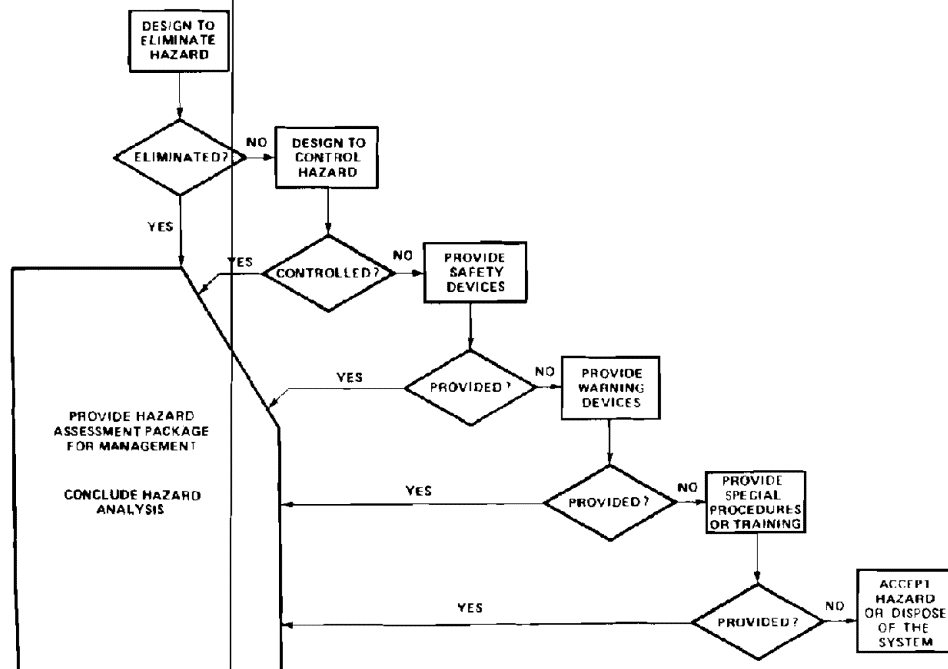 DESIGN TO
ELIMINATE
HAZARD
ELIMINATED?
NO
DESIGN TO
CONTROL
HAZARD
YES
YES
CONTROLLED?
NO
PROVIDE
SAFETY
DEVICES
YES
PROVIDED?
NO
PROVIDE
WARNING
DEVICES
PROVIDE HAZARD
ASSESSMENT PACKAGE
FOR MANAGEMENT
CONCLUDE HAZARD
ANALYSIS
YES
PROVIDED?
NO
PROVIDE
SPECIAL
PROCEDURES
OR TRAINING
YES
PROVIDED?
NO
ACCEPT
HAZARD
OR DISPOSE
OF THE
SYSTEM